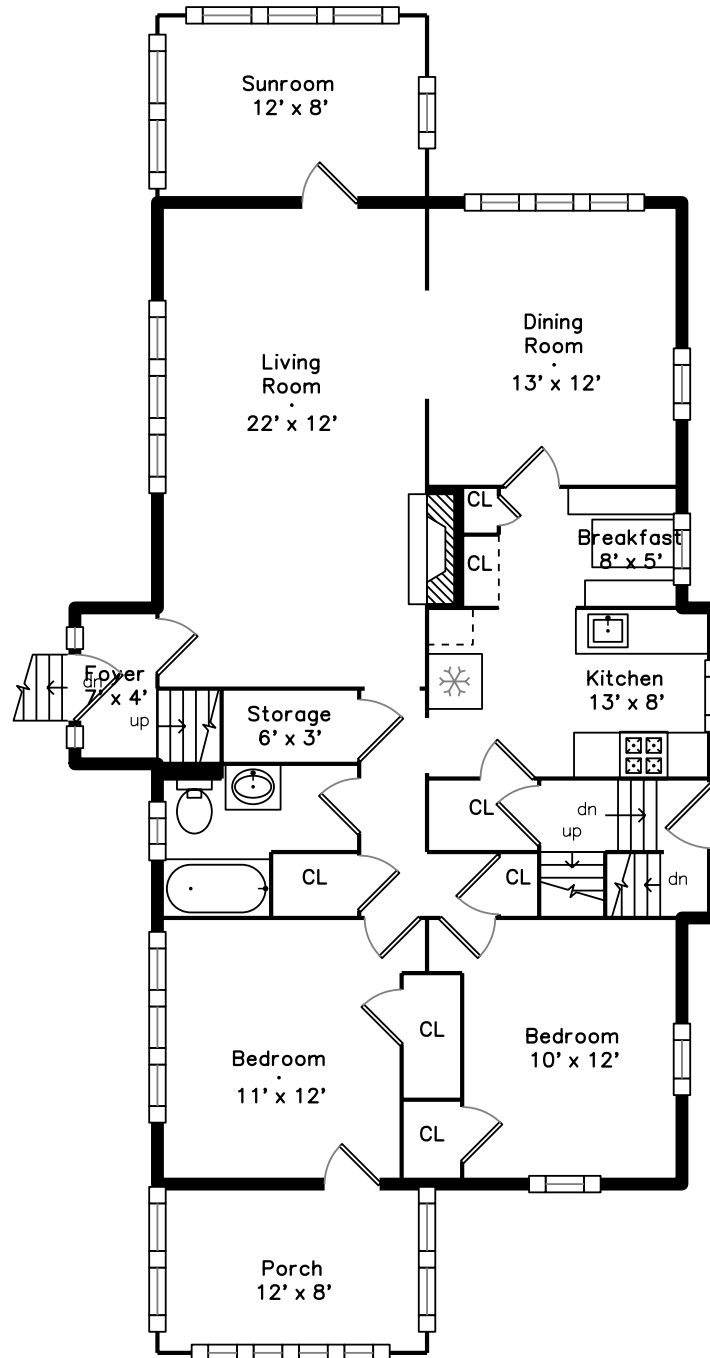 Sunroom
12' x 8'
Dining
Room
13' x 12'
Living
Room
22' x 12'
CL
Breakfast
8' x 5'
CL
Foyer
7' x 4'
dn
up
Kitchen
13' x 8'
Storage
6' x 3'
CL
dn
up
CL
CL
dn
CL
Bedroom
10' x 12'
Bedroom
11' x 12'
CL
Porch
12' x 8'